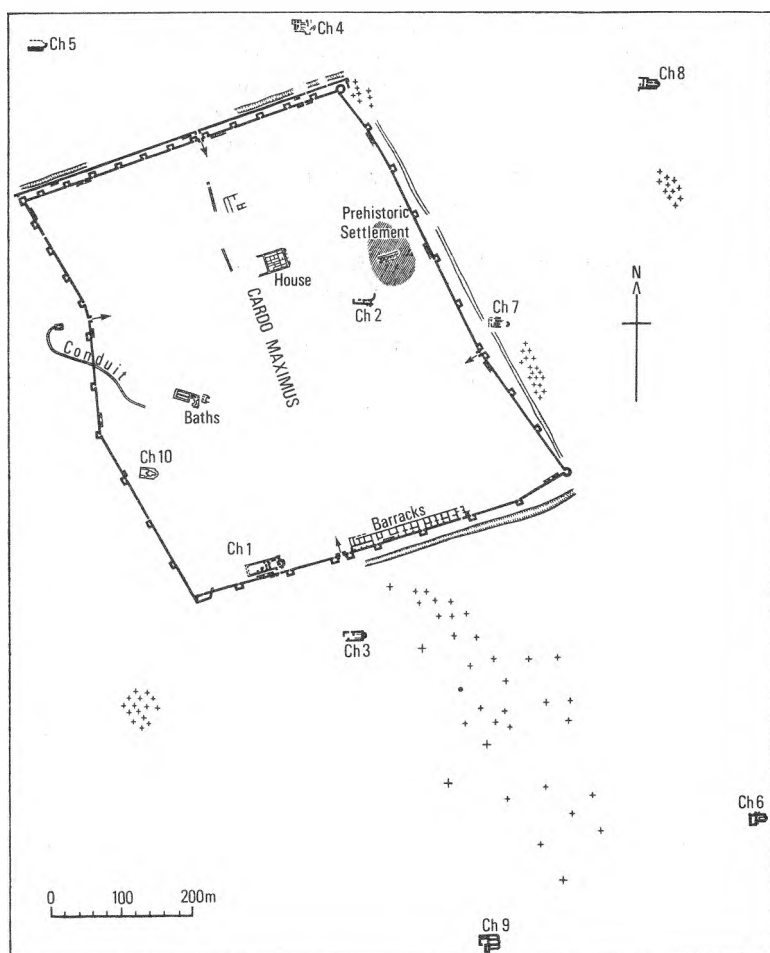 Ch 5
Ch 4
Ch 8
Prehistoric
Settlement
H
House
CARDO MAXIMUS
N
Ch 2
Ch 7
Conduit
Baths
Ch 10
Barracks
Ch 1
Ch 3
Ch 6
0 100 200m
Ch 9